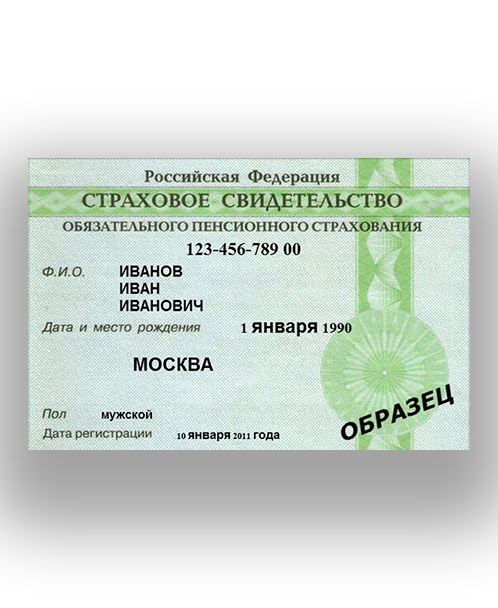 Российская Федерация
СТРАХОВОЕ СВИДЕТЕЛЬСТВО
ОБЯЗАТЕЛЬНОГО ПЕНСИОННОГО СТРАХОВАНИЯ
123-456-789 00
Ф.И.О. ИВАНОВ
ИВАН
ИВАНОВИЧ
Дата и место рождения 1 января 1990
МОСКВА
Пол мужской
Дата регистрации 10 января 2011 года
ОБРАЗЕЦ